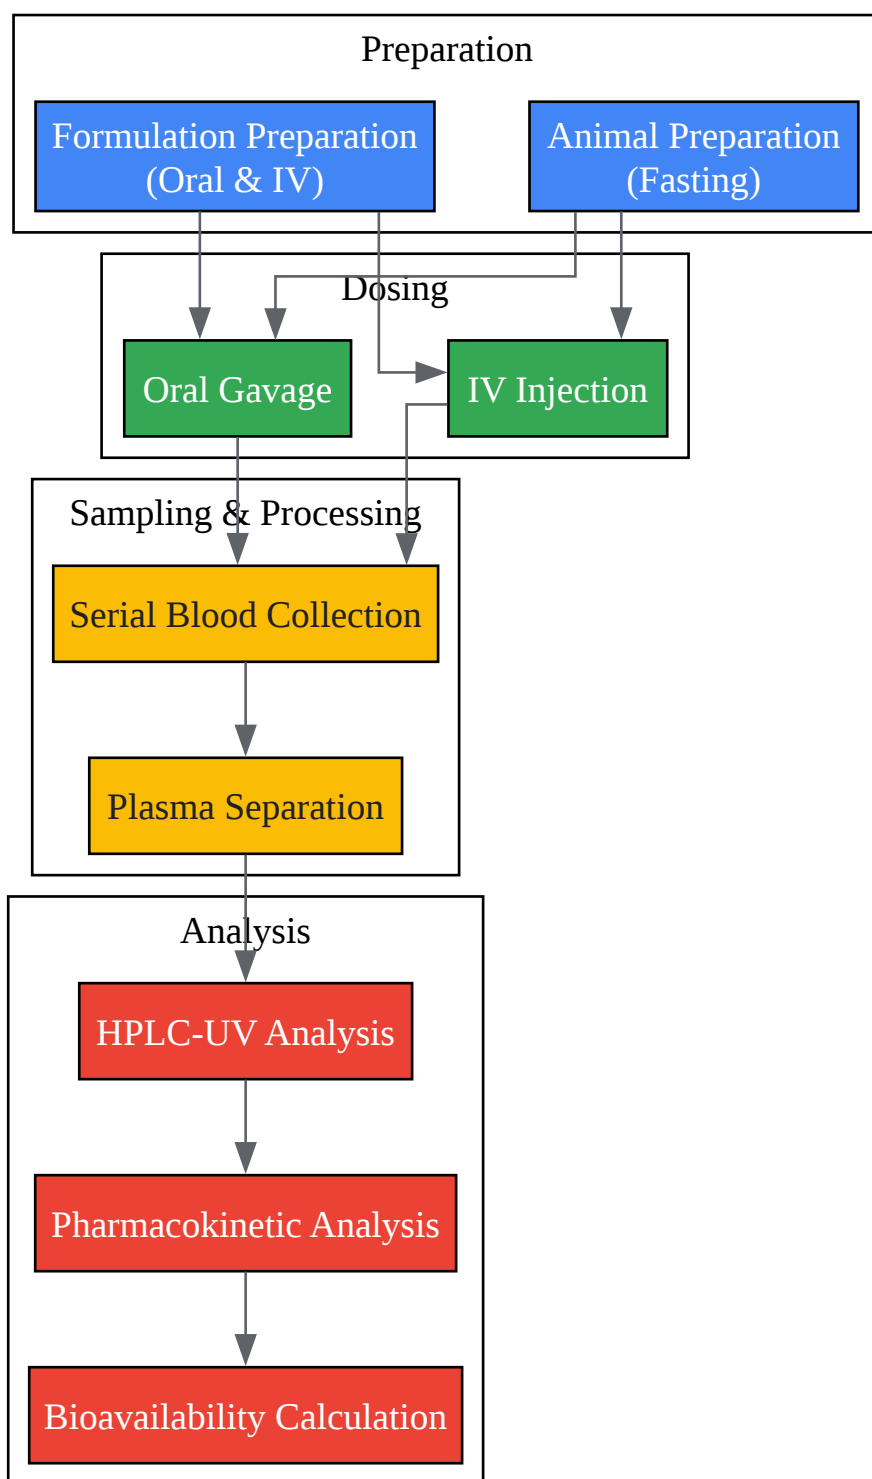 Preparation
Formulation Preparation
(Oral & IV)
Animal Preparation
(Fasting)
Dosing
Oral Gavage
IV Injection
Sampling & Processing
Serial Blood Collection
Plasma Separation
Analysis
HPLC-UV Analysis
Pharmacokinetic Analysis
Bioavailability Calculation